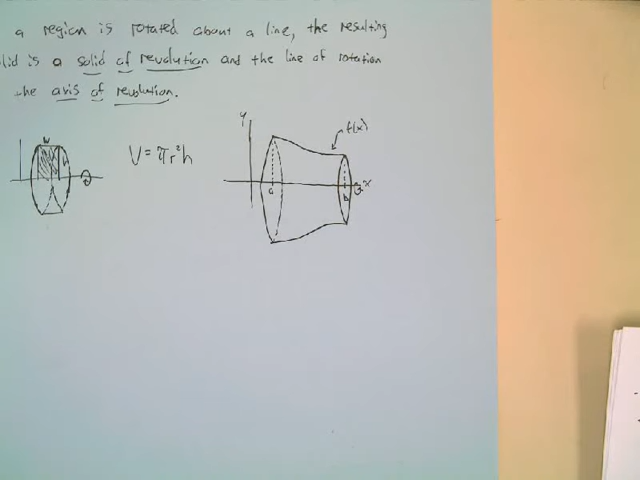 a region is rotated about a line, the resulting
lid is a solid of revolution and the line of rotation
the axis of revolution.
w
V = πr²h
y
f(x)
a
b
x